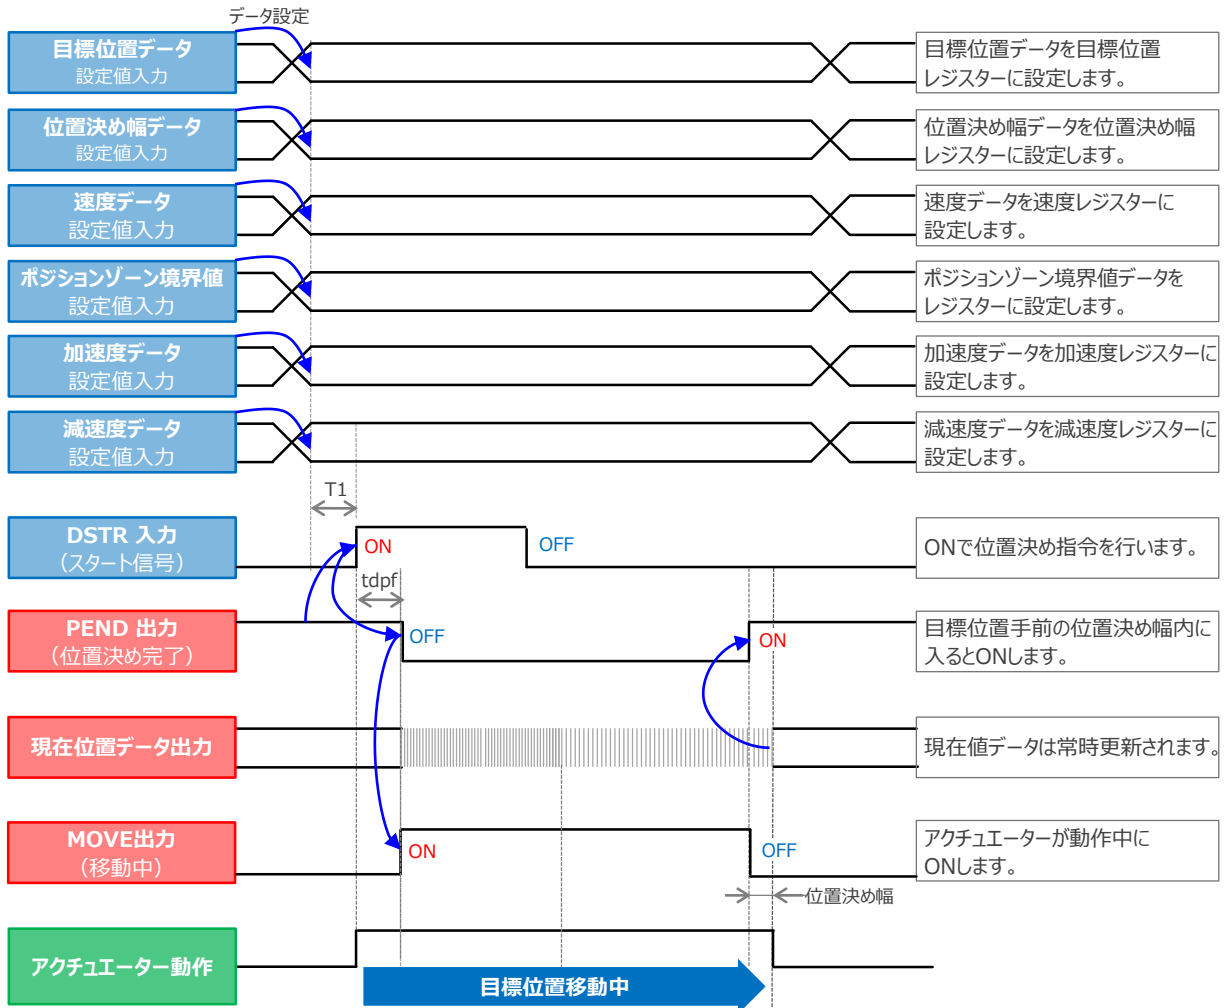 データ設定
目標位置データ
設定値入力
目標位置データを目標位置
レジスターに設定します。
位置決め幅データ
設定値入力
位置決め幅データを位置決め幅
レジスターに設定します。
速度データ
設定値入力
速度データを速度レジスターに
設定します。
ポジションゾーン境界値
設定値入力
ポジションゾーン境界値データを
レジスターに設定します。
加速度データ
設定値入力
加速度データを加速度レジスターに
設定します。
減速度データ
設定値入力
減速度データを減速度レジスターに
設定します。
T1
DSTR 入力
（スタート信号）
ON
OFF
ONで位置決め指令を行います。
tdpf
PEND 出力
（位置決め完了）
OFF
ON
目標位置手前の位置決め幅内に
入るとONします。
現在位置データ出力
現在値データは常時更新されます。
MOVE出力
（移動中）
ON
OFF
アクチュエーターが動作中に
ONします。
位置決め幅
アクチュエーター動作
目標位置移動中